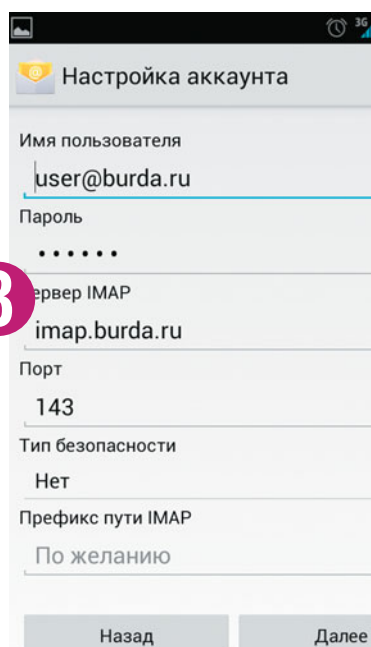 3G
Настройка аккаунта
Имя пользователя
user@burda.ru
Пароль
••••••
ервер IMAP
imap.burda.ru
Порт
143
Тип безопасности
Нет
Префикс пути IMAP
По желанию
Назад Далее